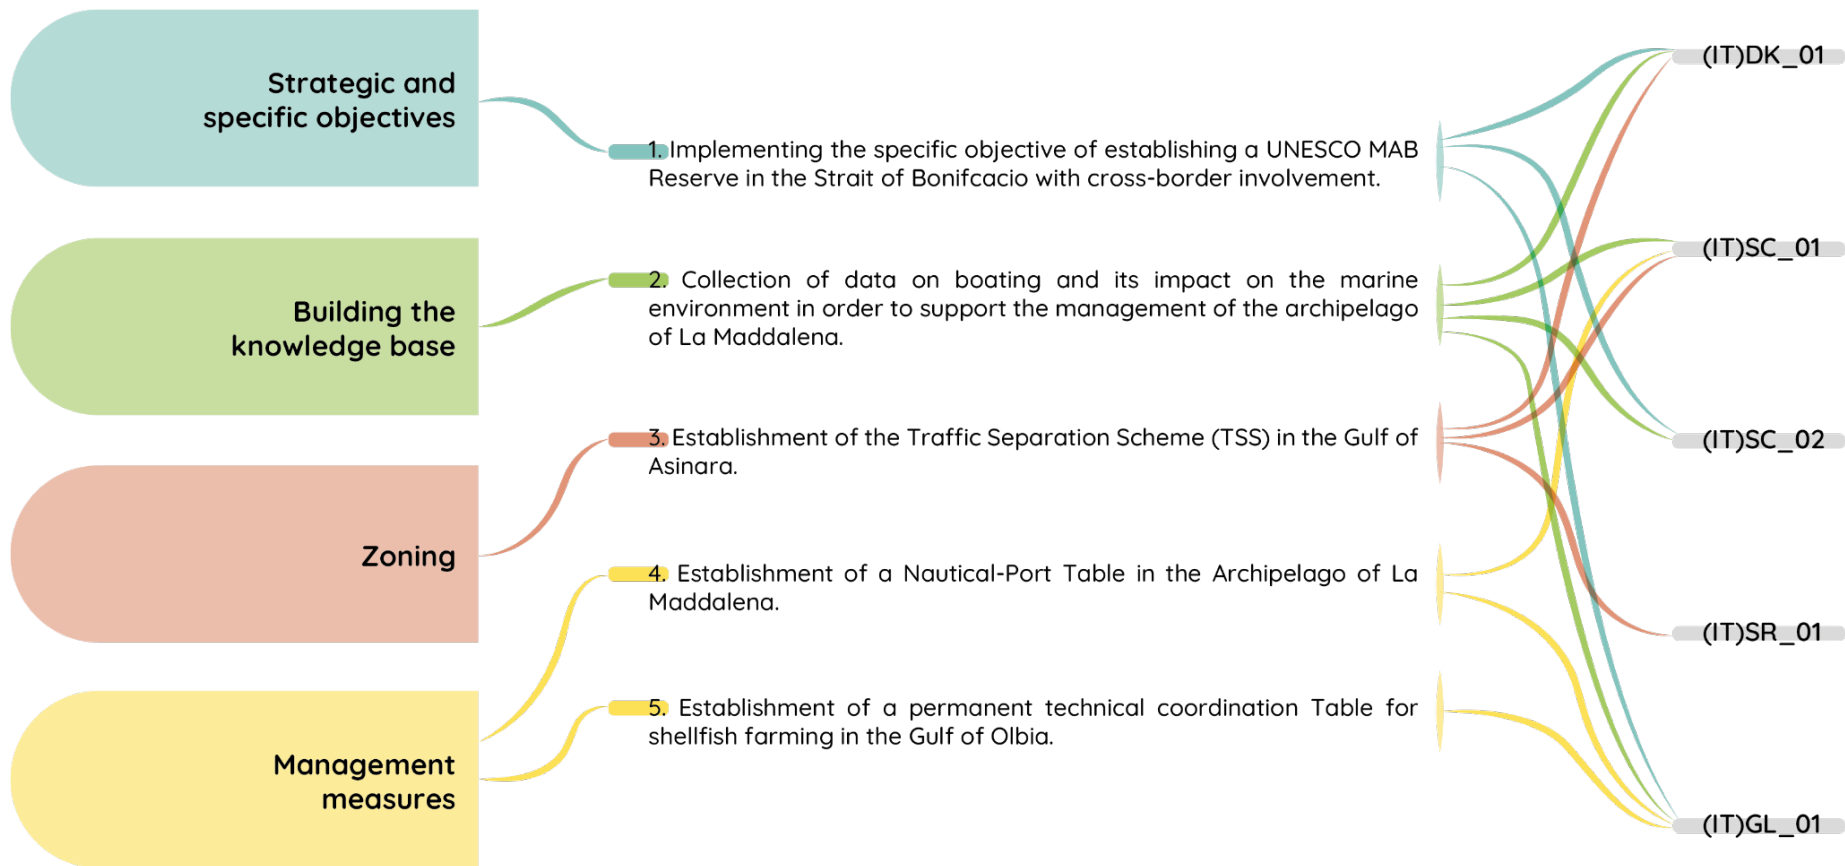 Strategic and
specific objectives
Building the
knowledge base
Zoning
Management
measures
1. Implementing the specific objective of establishing a UNESCO MAB
Reserve in the Strait of Bonifcacio with cross-border involvement.
2. Collection of data on boating and its impact on the marine
environment in order to support the management of the archipelago
of La Maddalena.
3. Establishment of the Traffic Separation Scheme (TSS) in the Gulf of
Asinara.
4. Establishment of a Nautical-Port Table in the Archipelago of La
Maddalena.
5. Establishment of a permanent technical coordination Table for
shellfish farming in the Gulf of Olbia.
(IT)DK_01
(IT)SC_01
(IT)SC_02
(IT)SR_01
(IT)GL_01